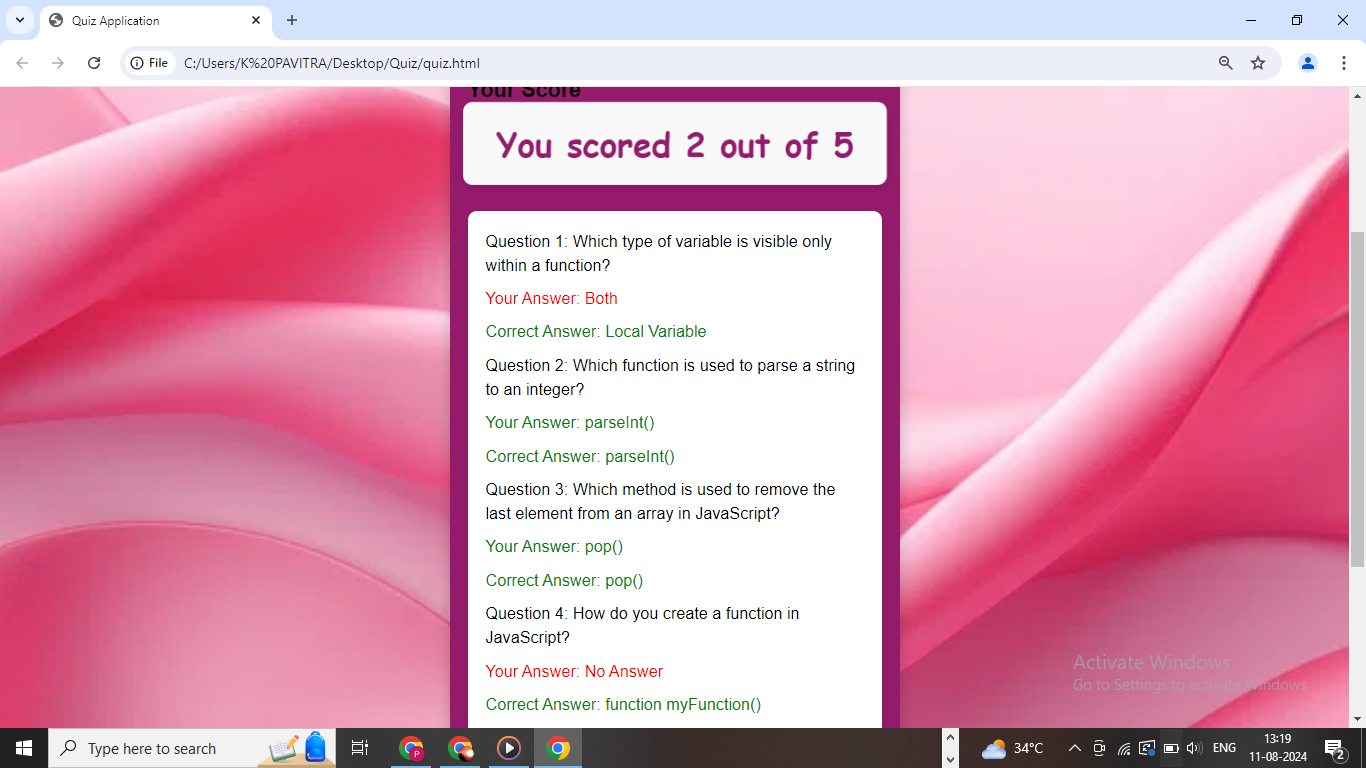 Quiz Application
File
C:/Users/K%20PAVITRA/Desktop/Quiz/quiz.html
Your Score
You scored 2 out of 5
Question 1: Which type of variable is visible only
within a function?
Your Answer: Both
Correct Answer: Local Variable
Question 2: Which function is used to parse a string
to an integer?
Your Answer: parseInt()
Correct Answer: parseInt()
Question 3: Which method is used to remove the
last element from an array in JavaScript?
Your Answer: pop()
Correct Answer: pop()
Question 4: How do you create a function in
JavaScript?
Your Answer: No Answer
Correct Answer: function myFunction()
Activate Windows
Go to Settings to activate Windows.
Type here to search
P
34°C
ENG
13:19
11-08-2024
2